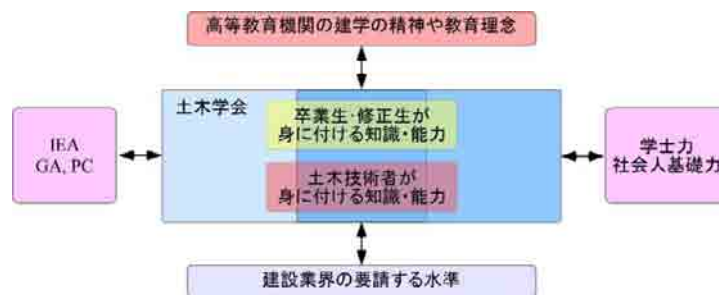 高等教育機関の建学の精神や教育理念
土木学会
卒業生・修正生が
身に付ける知識・能力
IEA
GA, PC
学士力
社会人基礎力
土木技術者が
身に付ける知識・能力
建設業界の要請する水準